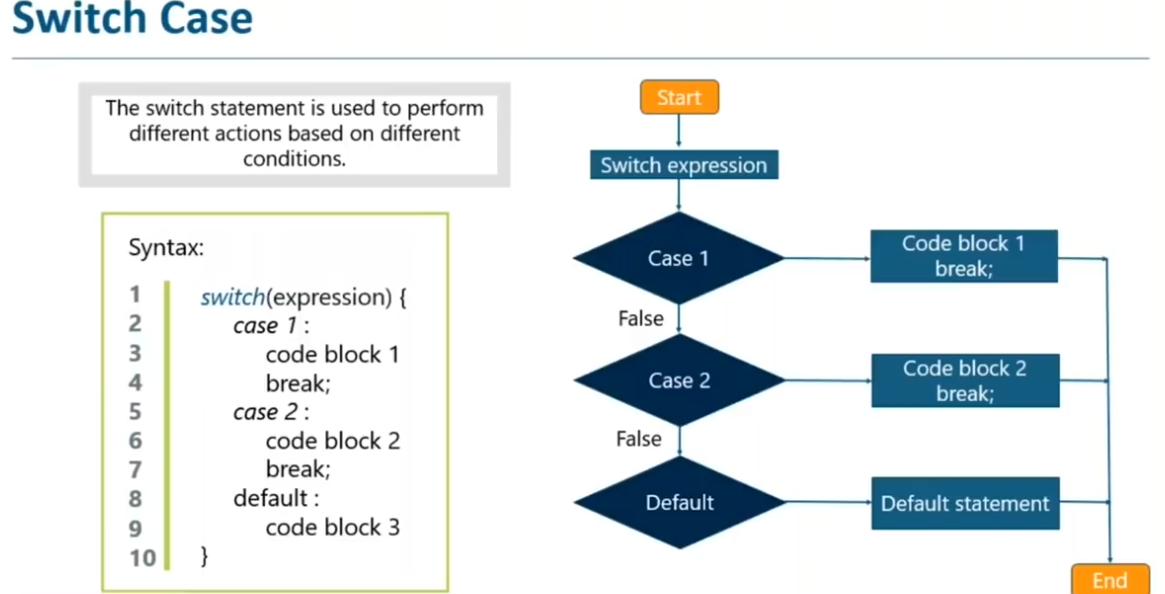 Switch Case
The switch statement is used to perform
different actions based on different
conditions.
Syntax:
1 switch(expression) {
2 case 1 :
3 code block 1
4 break;
5 case 2 :
6 code block 2
7 break;
8 default :
9 code block 3
10 }
Start
Switch expression
Case 1
Code block 1
break;
False
Case 2
Code block 2
break;
False
Default
Default statement
End